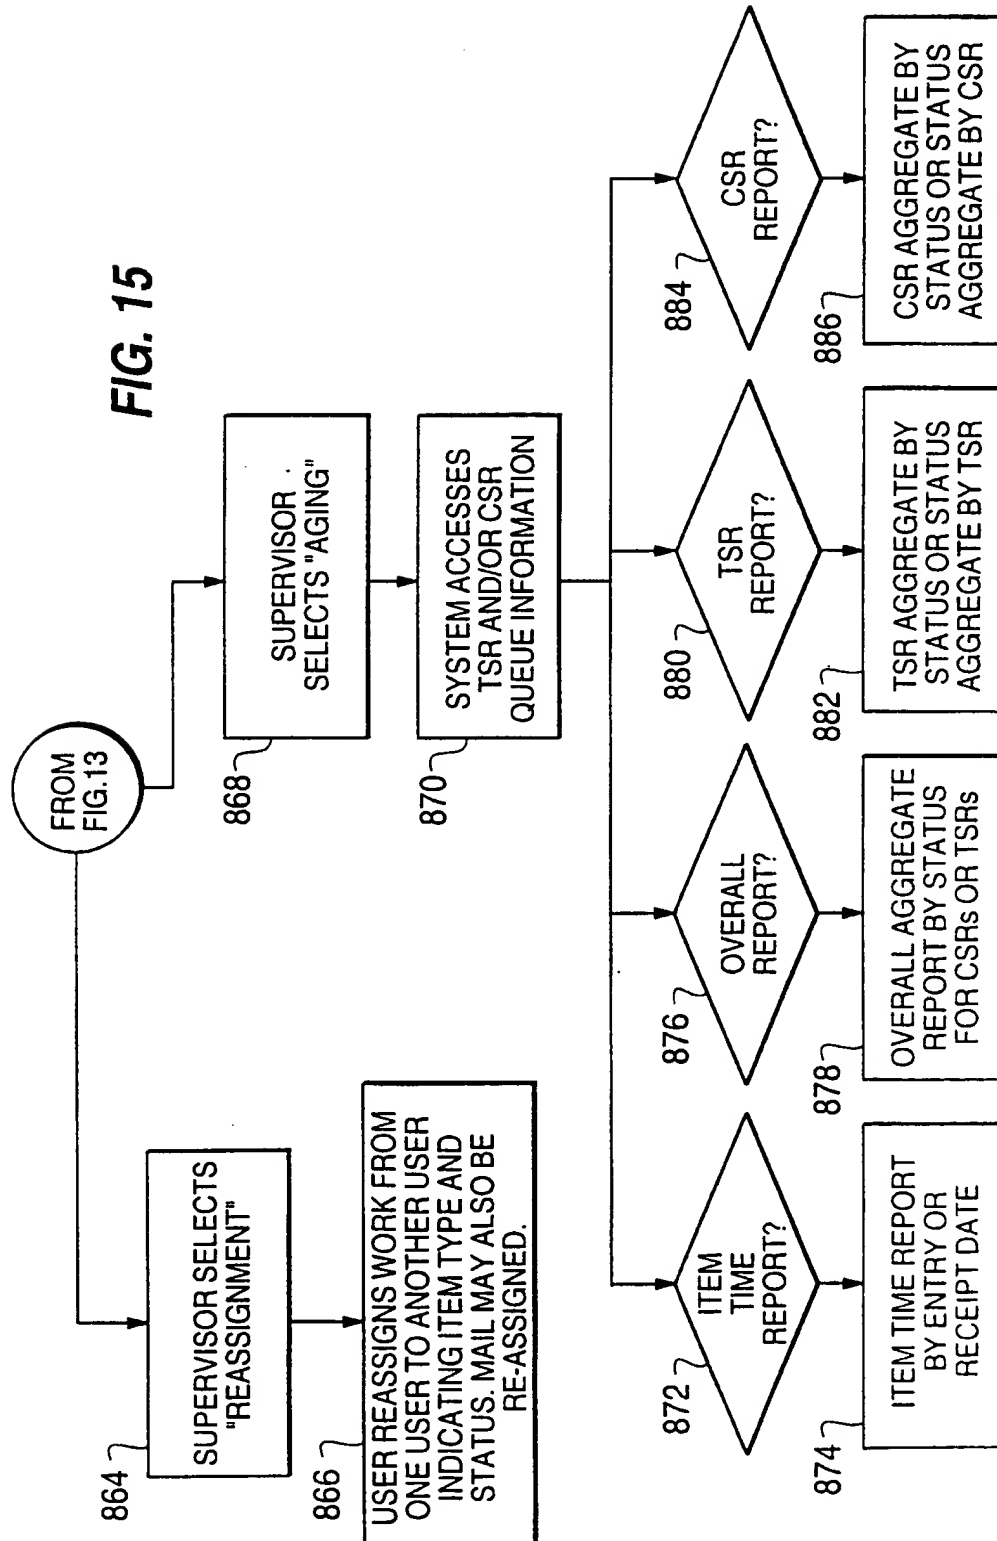 FIG. 15
FROM
FIG.13
864
SUPERVISOR SELECTS
"REASSIGNMENT"
866
USER REASSIGNS WORK FROM
ONE USER TO ANOTHER USER
INDICATING ITEM TYPE AND
STATUS. MAIL MAY ALSO BE
RE-ASSIGNED.
868
SUPERVISOR
SELECTS "AGING"
870
SYSTEM ACCESSES
TSR AND/OR CSR
QUEUE INFORMATION
872
ITEM
TIME
REPORT?
874
ITEM TIME REPORT
BY ENTRY OR
RECEIPT DATE
876
OVERALL
REPORT?
878
OVERALL AGGREGATE
REPORT BY STATUS
FOR CSRs OR TSRs
880
TSR
REPORT?
882
TSR AGGREGATE BY
STATUS OR STATUS
AGGREGATE BY TSR
884
CSR
REPORT?
886
CSR AGGREGATE BY
STATUS OR STATUS
AGGREGATE BY CSR